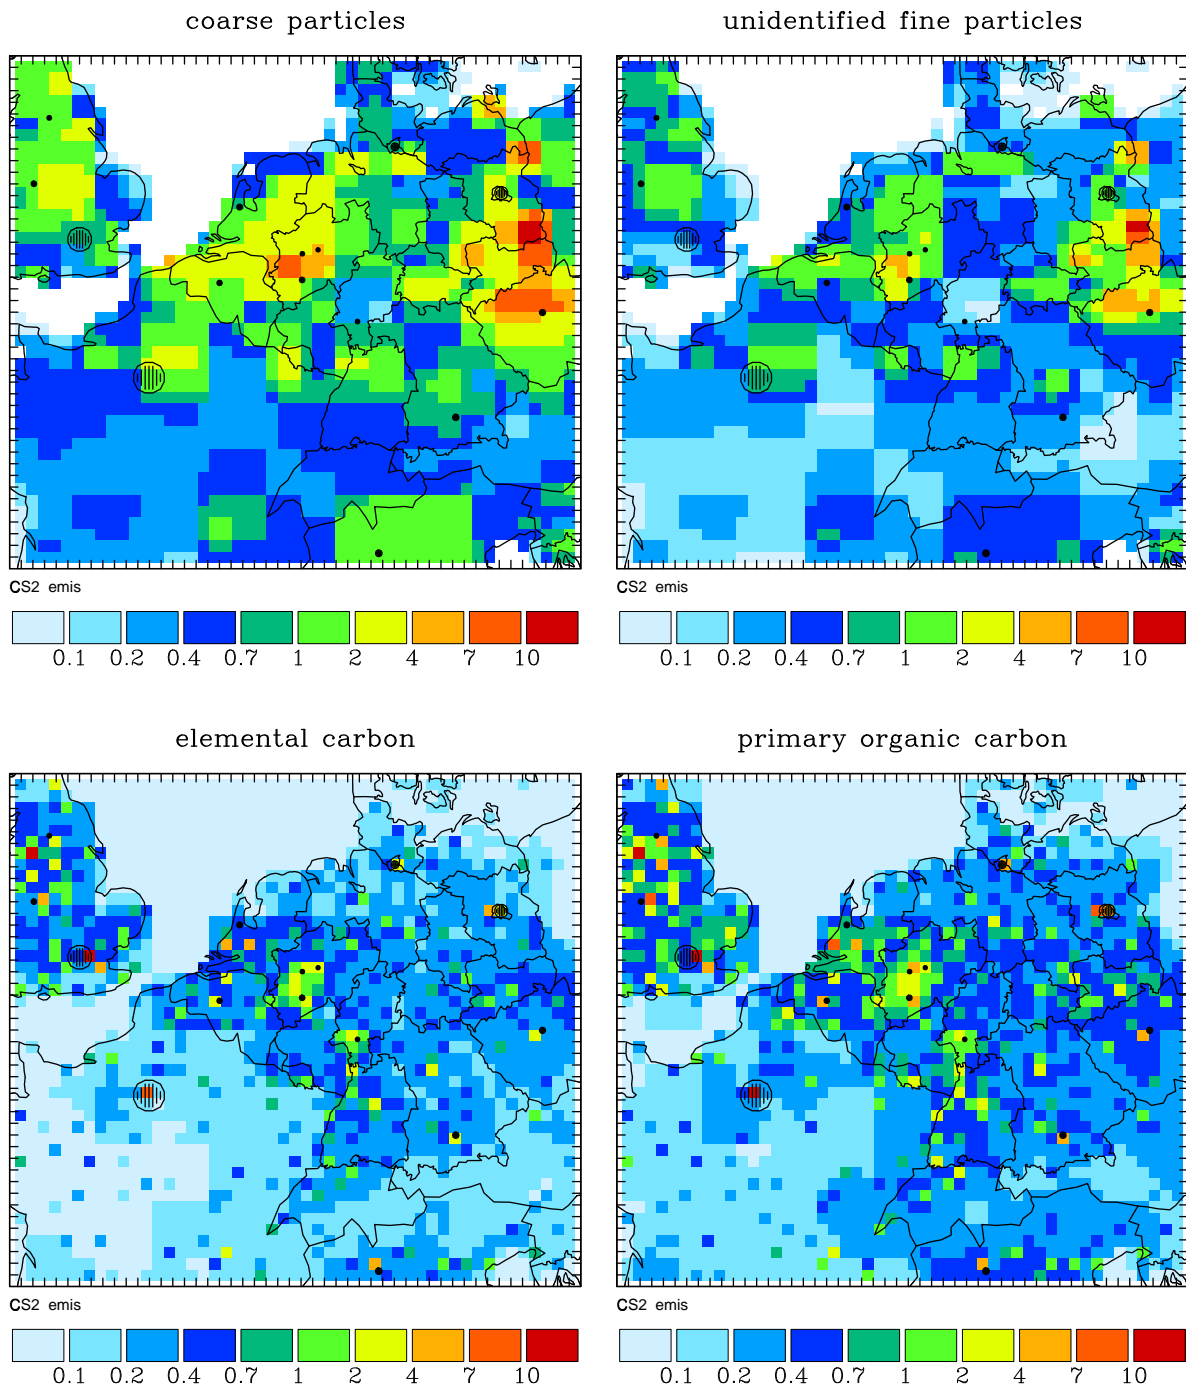 coarse particles
unidentified fine particles
CS2 emis
CS2 emis
0.1 0.2 0.4 0.7 1 2 4 7 10
0.1 0.2 0.4 0.7 1 2 4 7 10
elemental carbon
primary organic carbon
CS2 emis
CS2 emis
0.1 0.2 0.4 0.7 1 2 4 7 10
0.1 0.2 0.4 0.7 1 2 4 7 10